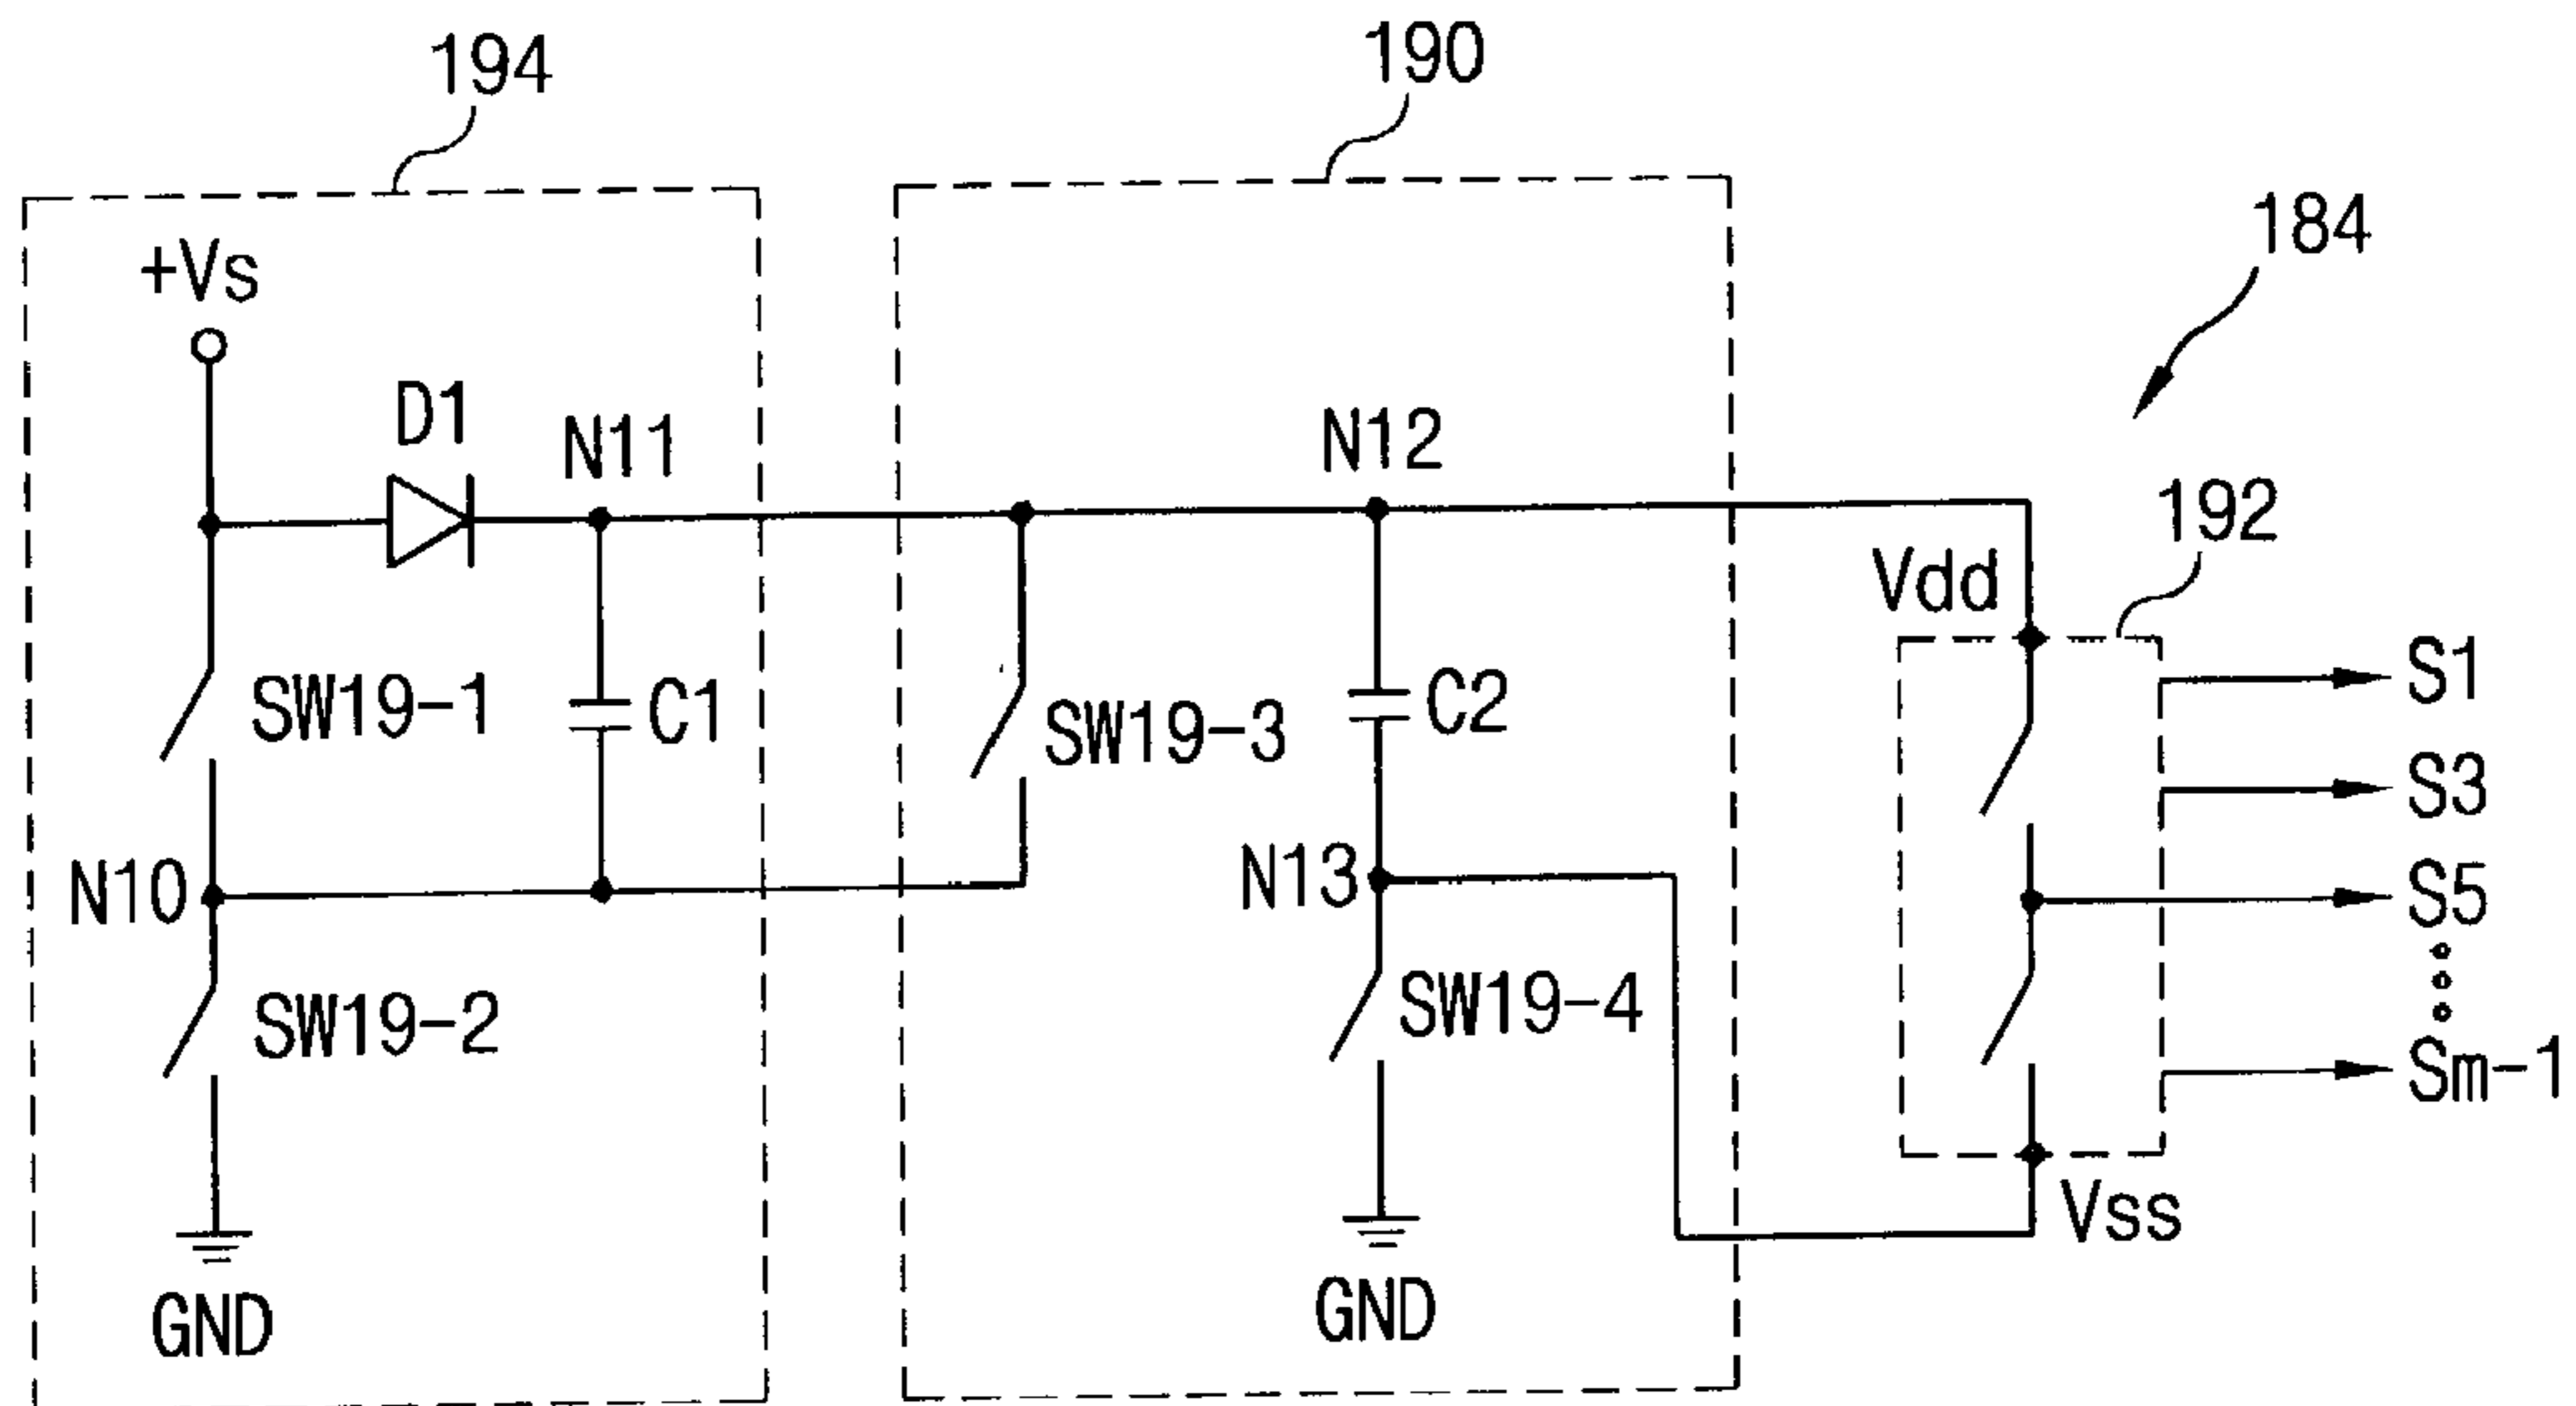 194
190
184
+Vs
D1
N11
N12
192
Vdd
SW19-1
C1
SW19-3
C2
S1
S3
N10
N13
S5
SW19-2
SW19-4
Sm-1
Vss
GND
GND